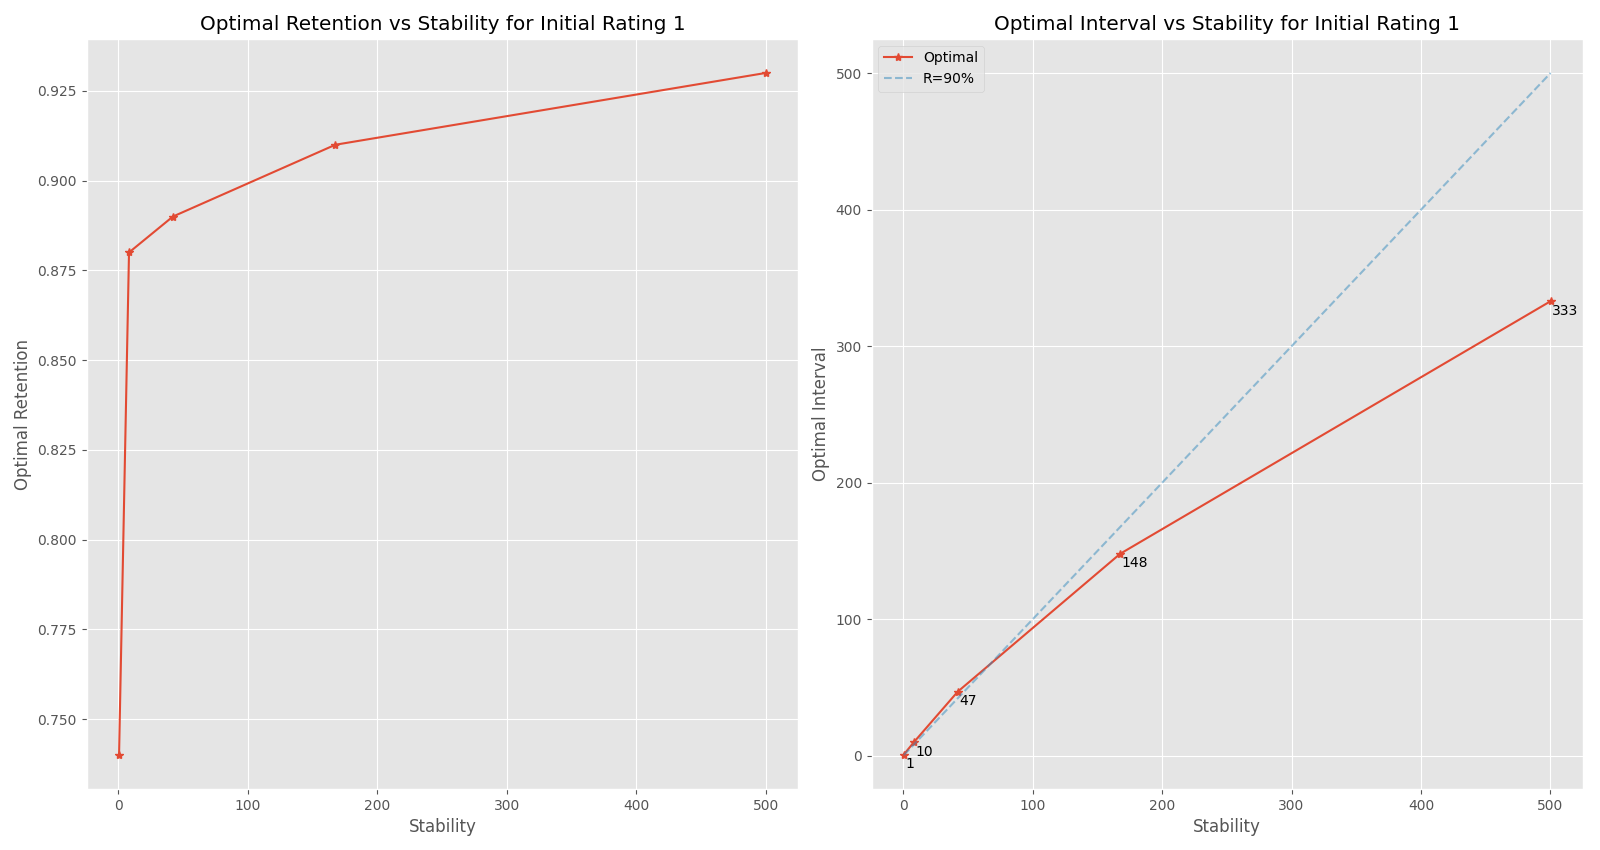 Optimal Retention vs Stability for Initial Rating 1
Optimal Retention
0.925
0.900
0.875
0.850
0.825
0.800
0.775
0.750
0 100 200 300 400 500
Stability
Optimal Interval vs Stability for Initial Rating 1
Optimal
R=90%
Optimal Interval
500
400
300
200
100
0
333
148
47
10
1
0 100 200 300 400 500
Stability